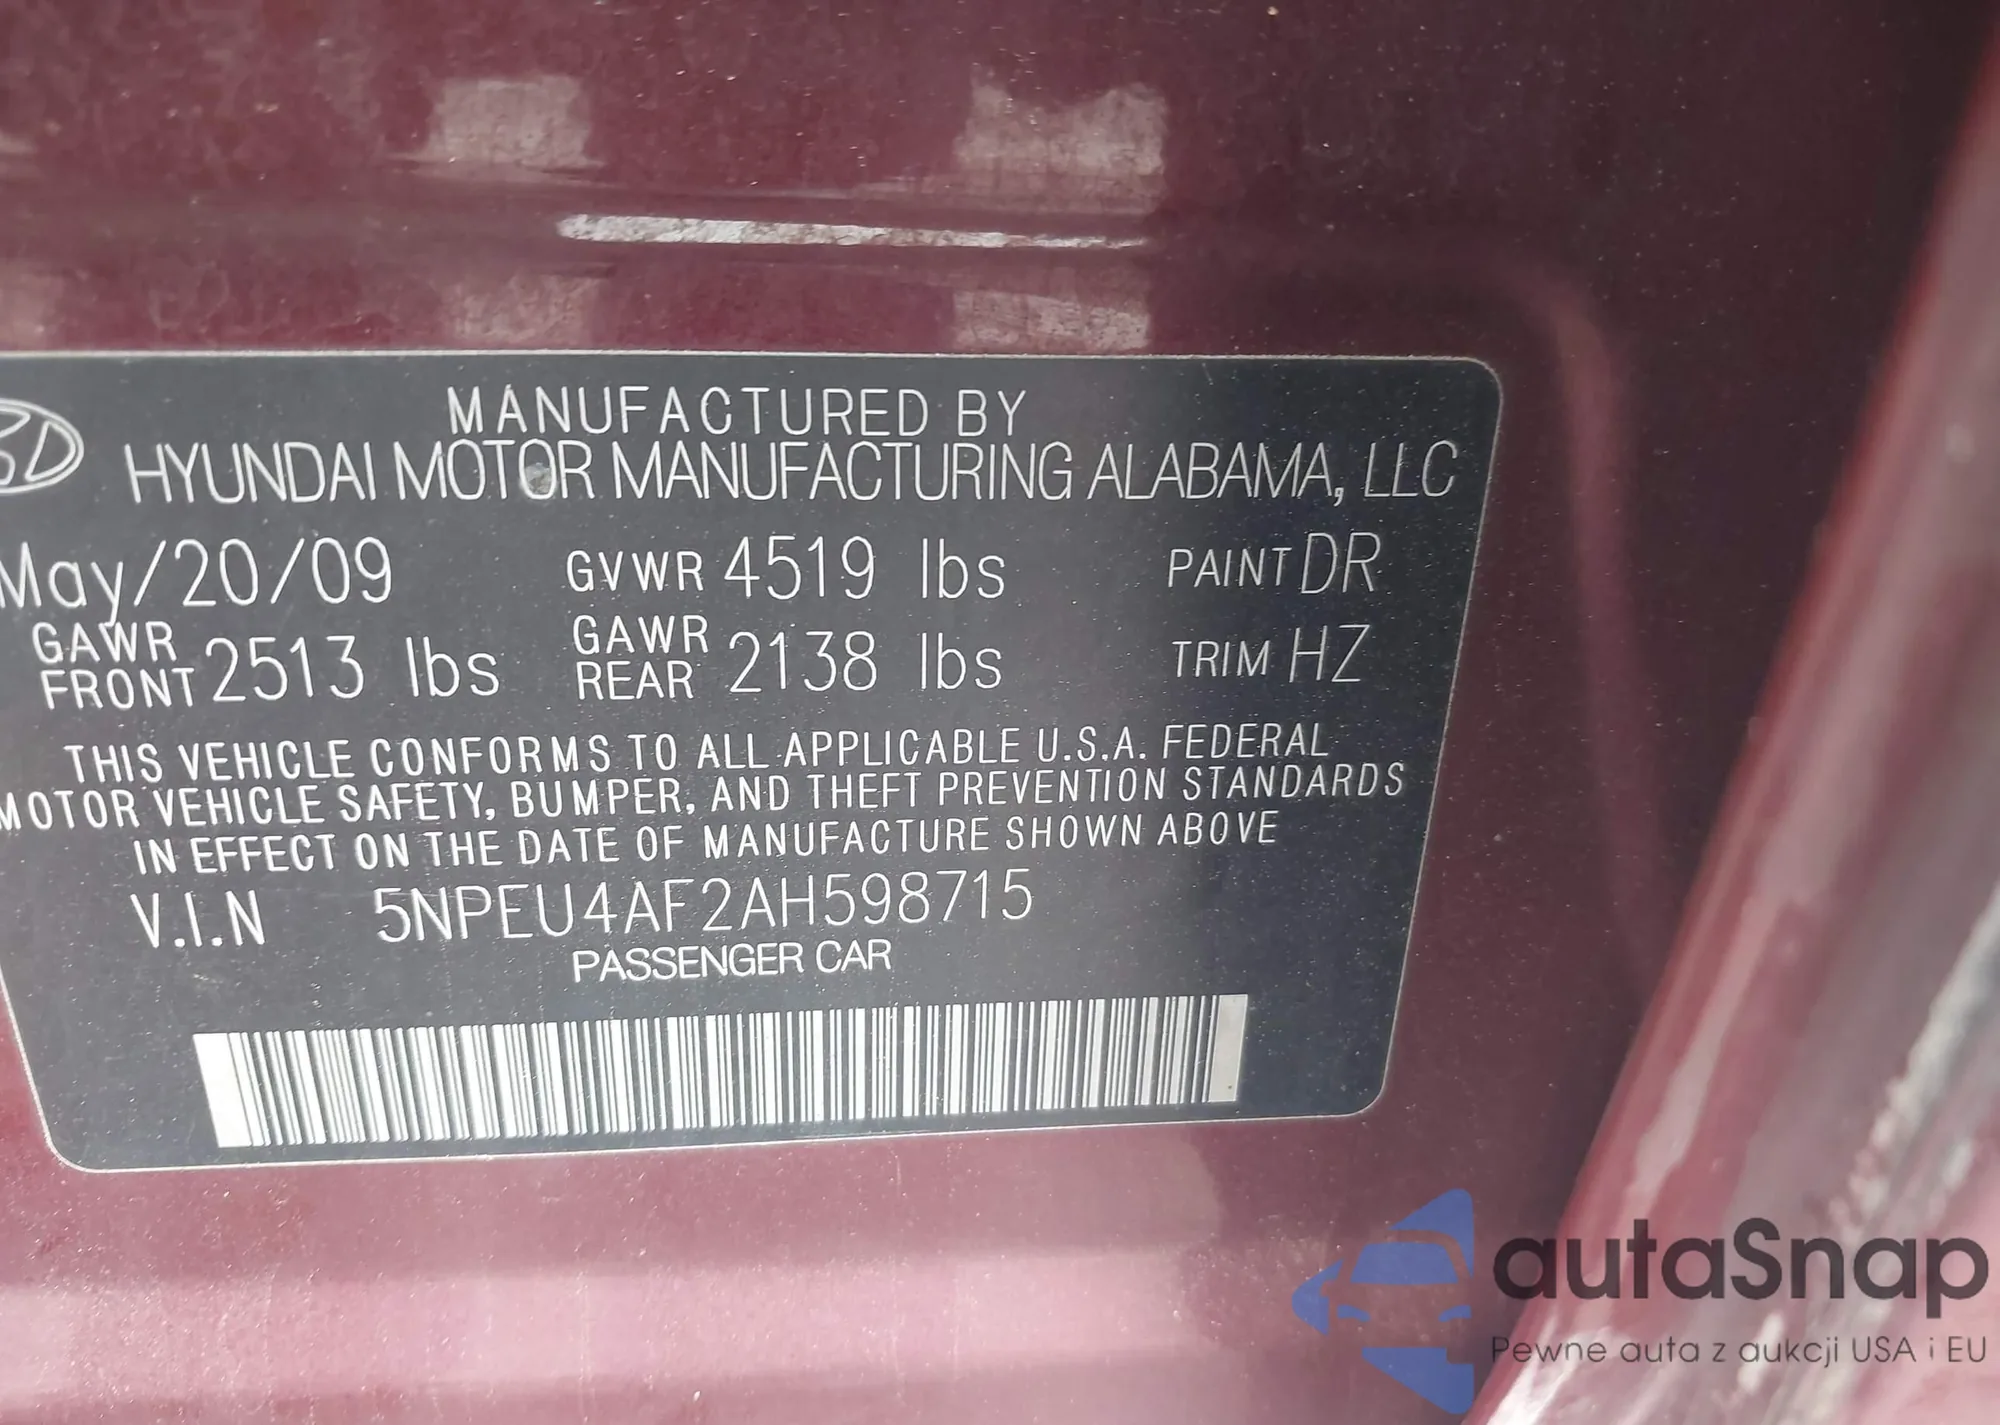 MANUFACTURED BY
HYUNDAI MOTOR MANUFACTURING ALABAMA, LLC
May/20/09 GVWR 4519 lbs PAINT DR
GAWR FRONT 2513 lbs GAWR REAR 2138 lbs TRIM HZ
THIS VEHICLE CONFORMS TO ALL APPLICABLE U.S.A. FEDERAL
MOTOR VEHICLE SAFETY, BUMPER, AND THEFT PREVENTION STANDARDS
IN EFFECT ON THE DATE OF MANUFACTURE SHOWN ABOVE
V.I.N 5NPEU4AF2AH598715
PASSENGER CAR
autaSnap
Pewne auta z aukcji USA i EU